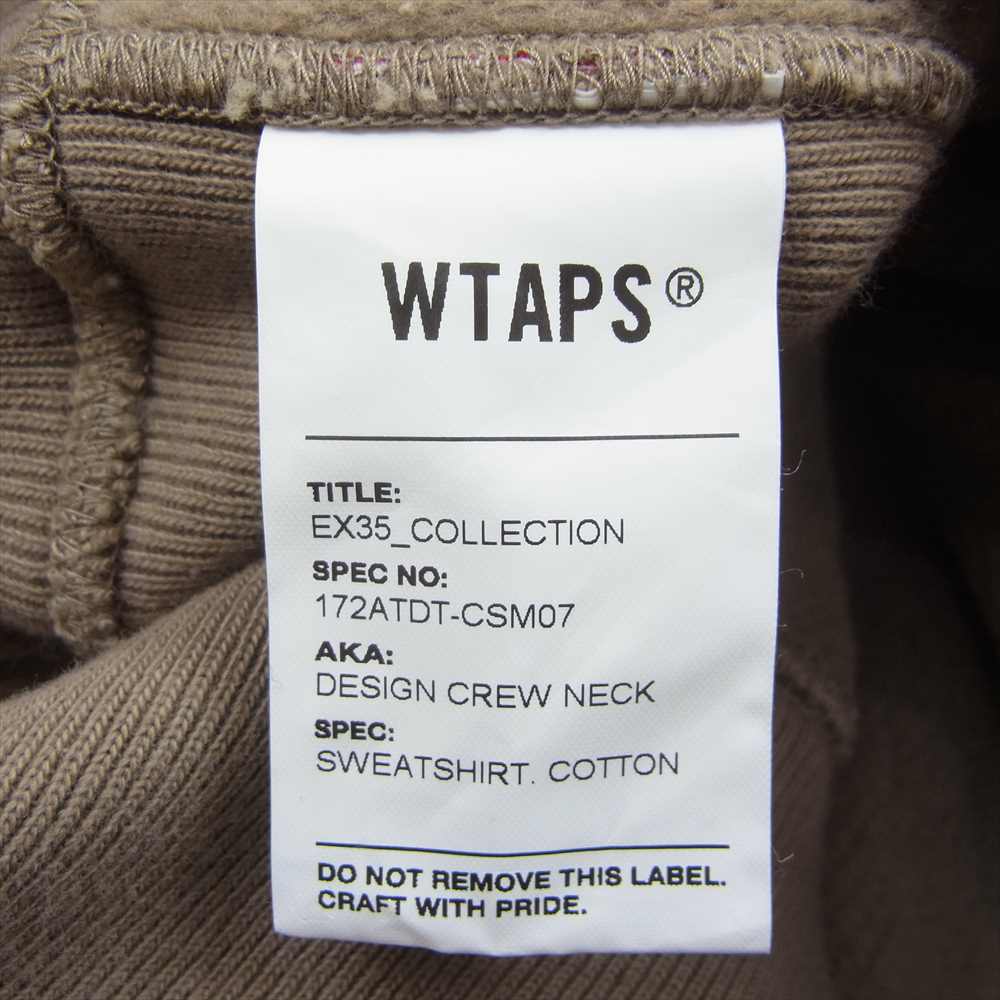 WTAPS®
TITLE:
EX35_COLLECTION
SPEC NO:
172ATDT-CSM07
AKA:
DESIGN CREW NECK
SPEC:
SWEATSHIRT. COTTON
DO NOT REMOVE THIS LABEL.
CRAFT WITH PRIDE.